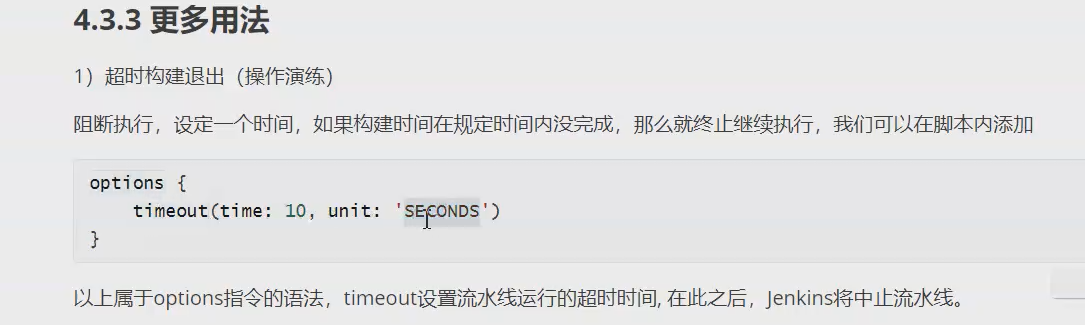 4.3.3 更多用法
1）超时构建退出（操作演练）
阻断执行，设定一个时间，如果构建时间在规定时间内没完成，那么就终止继续执行，我们可以在脚本内添加
options {
    timeout(time: 10, unit: 'SECONDS')
}
以上属于options指令的语法，timeout设置流水线运行的超时时间, 在此之后，Jenkins将中止流水线。